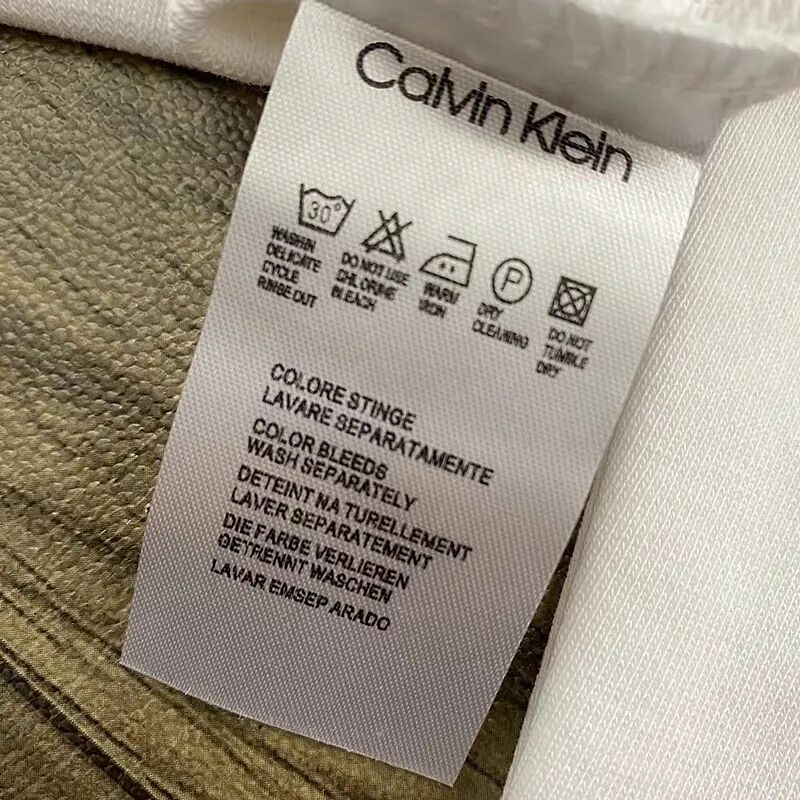 Calvin Klein
30°
P
WASHIN
DELICATE
CYCLE
RINSE OUT
DO NOT USE
CHLORINE
BLEACH
WARM
IRON
DRY
CLEANING
DO NOT
TUMBLE
DRY
COLORE STINGE
LAVARE SEPARATAMENTE
COLOR BLEEDS
WASH SEPARATELY
DETEINT NA TURELLEMENT
LAVER SEPARATEMENT
DIE FARBE VERLIEREN
GETRENNT WASCHEN
LAVAR EMSEP ARADO